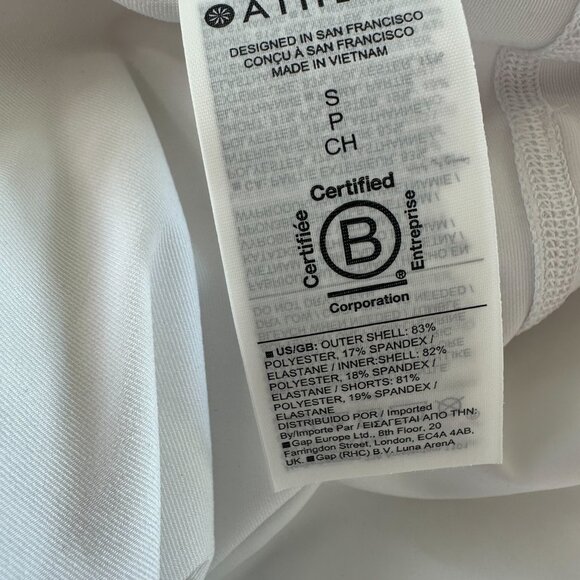 DESIGNED IN SAN FRANCISCO
CONÇU À SAN FRANCISCO
MADE IN VIETNAM
S
P
CH
Certified
Certifiée
B
Entreprise
®
Corporation
■ US/GB: OUTER SHELL: 83%
POLYESTER, 17% SPANDEX /
ELASTANE / INNER:SHELL: 82%
POLYESTER, 18% SPANDEX /
ELASTANE / SHORTS: 81%
POLYESTER, 19% SPANDEX /
ELASTANE
DISTRIBUIDO POR / Imported
By/Importe Par / ΕΙΣΑΓΕΤΑΙ ΑΠΟ ΤΗΝ:
■ Gap Europe Ltd., 8th Floor, 20
Farringdon Street, London, EC4A 4AB,
UK. ■ Gap (RHC) B.V. Luna ArenA